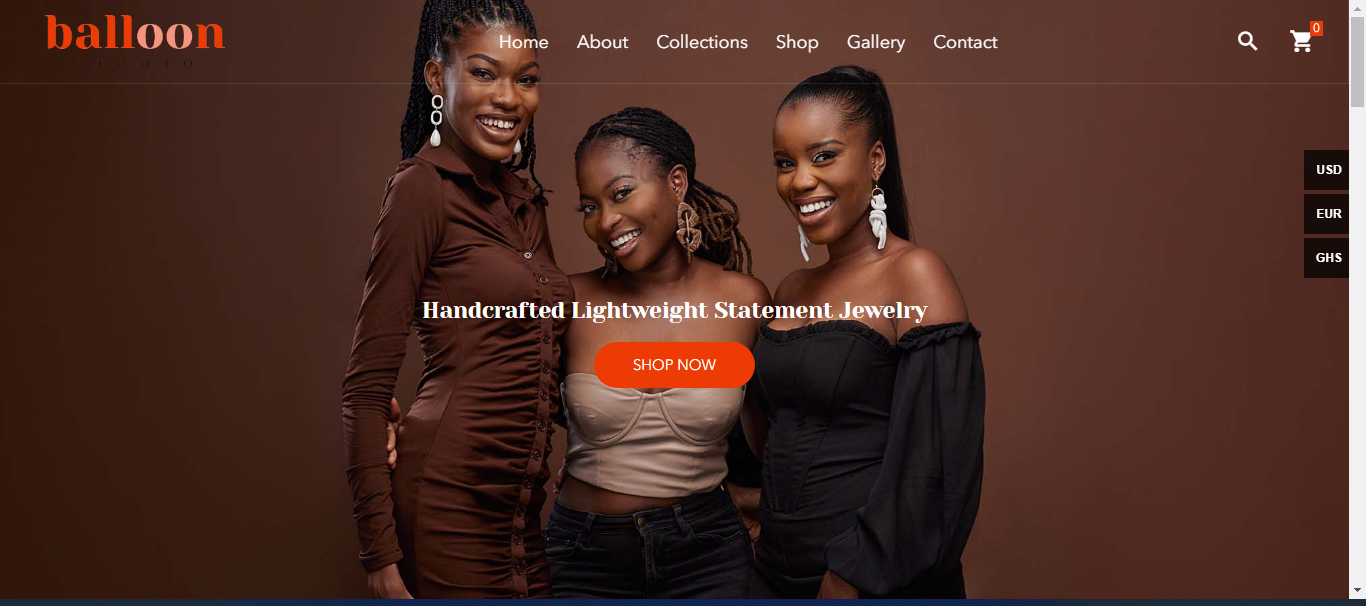 balloon
STUDIO
Home About Collections Shop Gallery Contact
0
USD
EUR
GHS
Handcrafted Lightweight Statement Jewelry
SHOP NOW